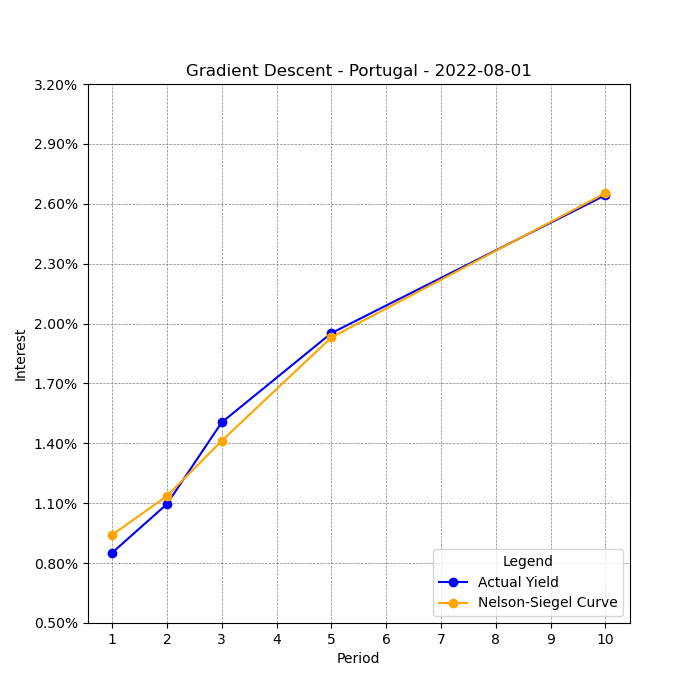 Gradient Descent - Portugal - 2022-08-01
3.20%
2.90%
2.60%
2.30%
2.00%
1.70%
1.40%
1.10%
0.80%
0.50%
Interest
1 2 3 4 5 6 7 8 9 10
Period
Legend
Actual Yield
Nelson-Siegel Curve